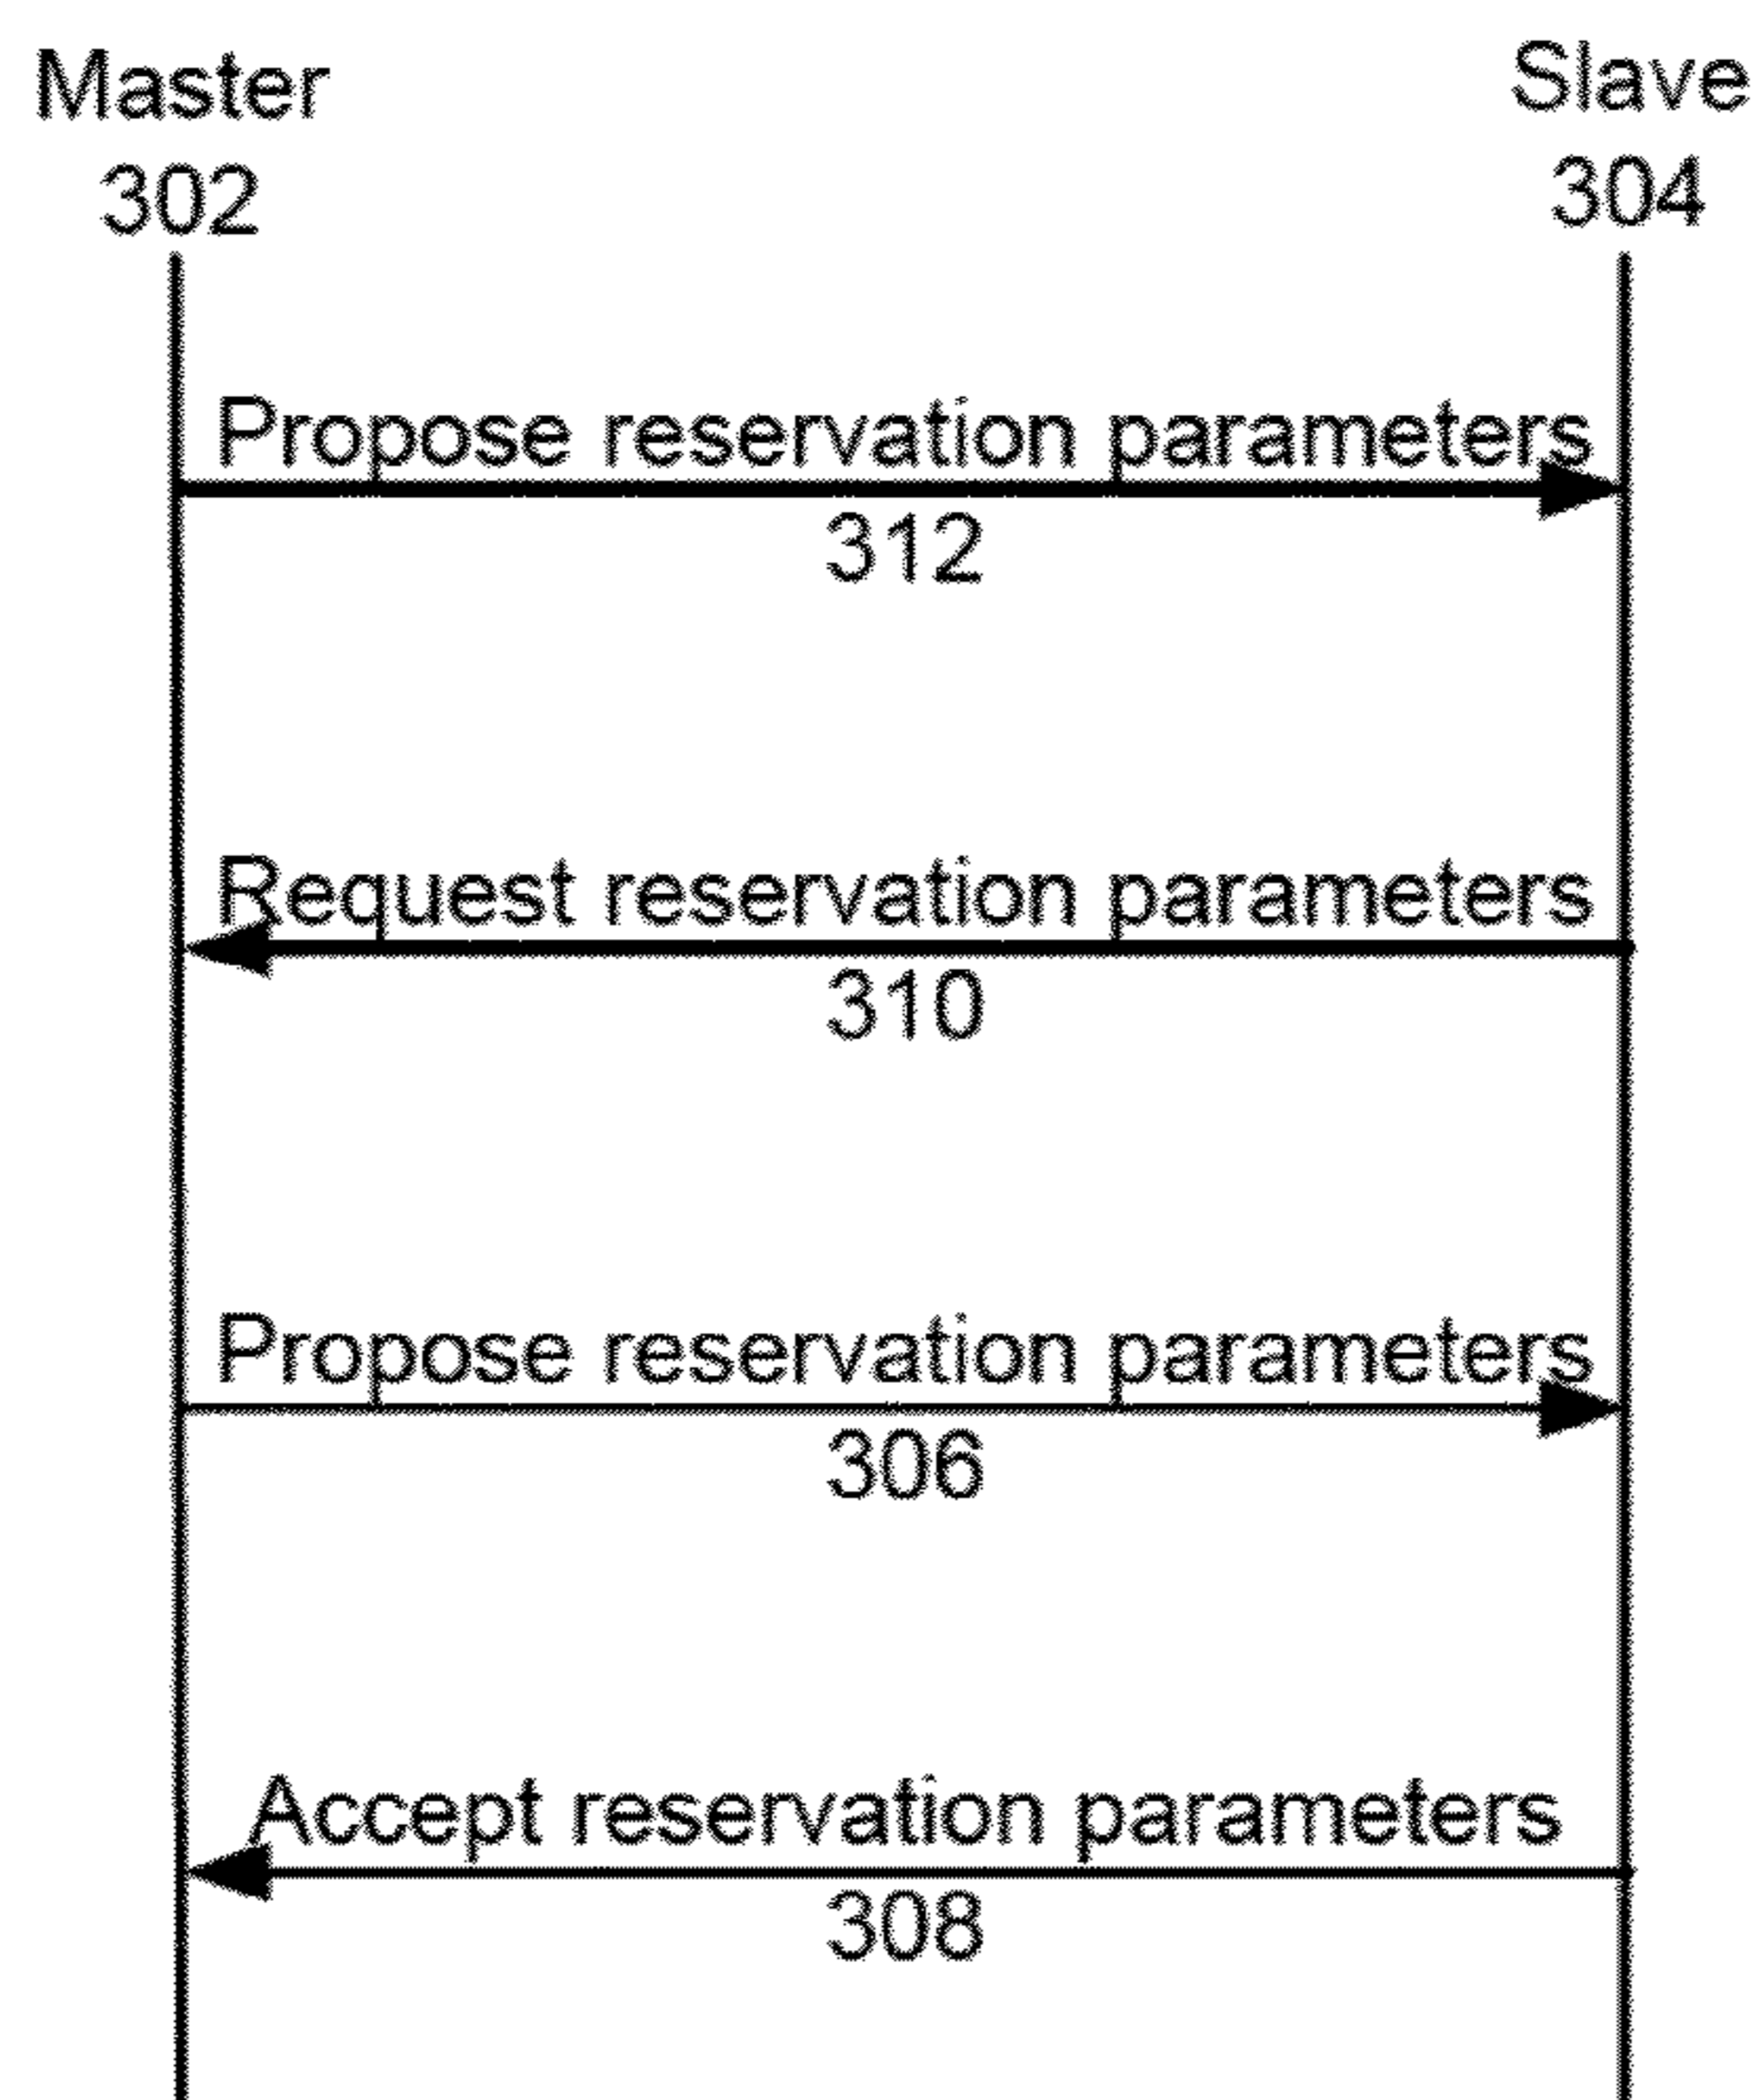 Master
302
Slave
304
Propose reservation parameters
312
Request reservation parameters
310
Propose reservation parameters
306
Accept reservation parameters
308